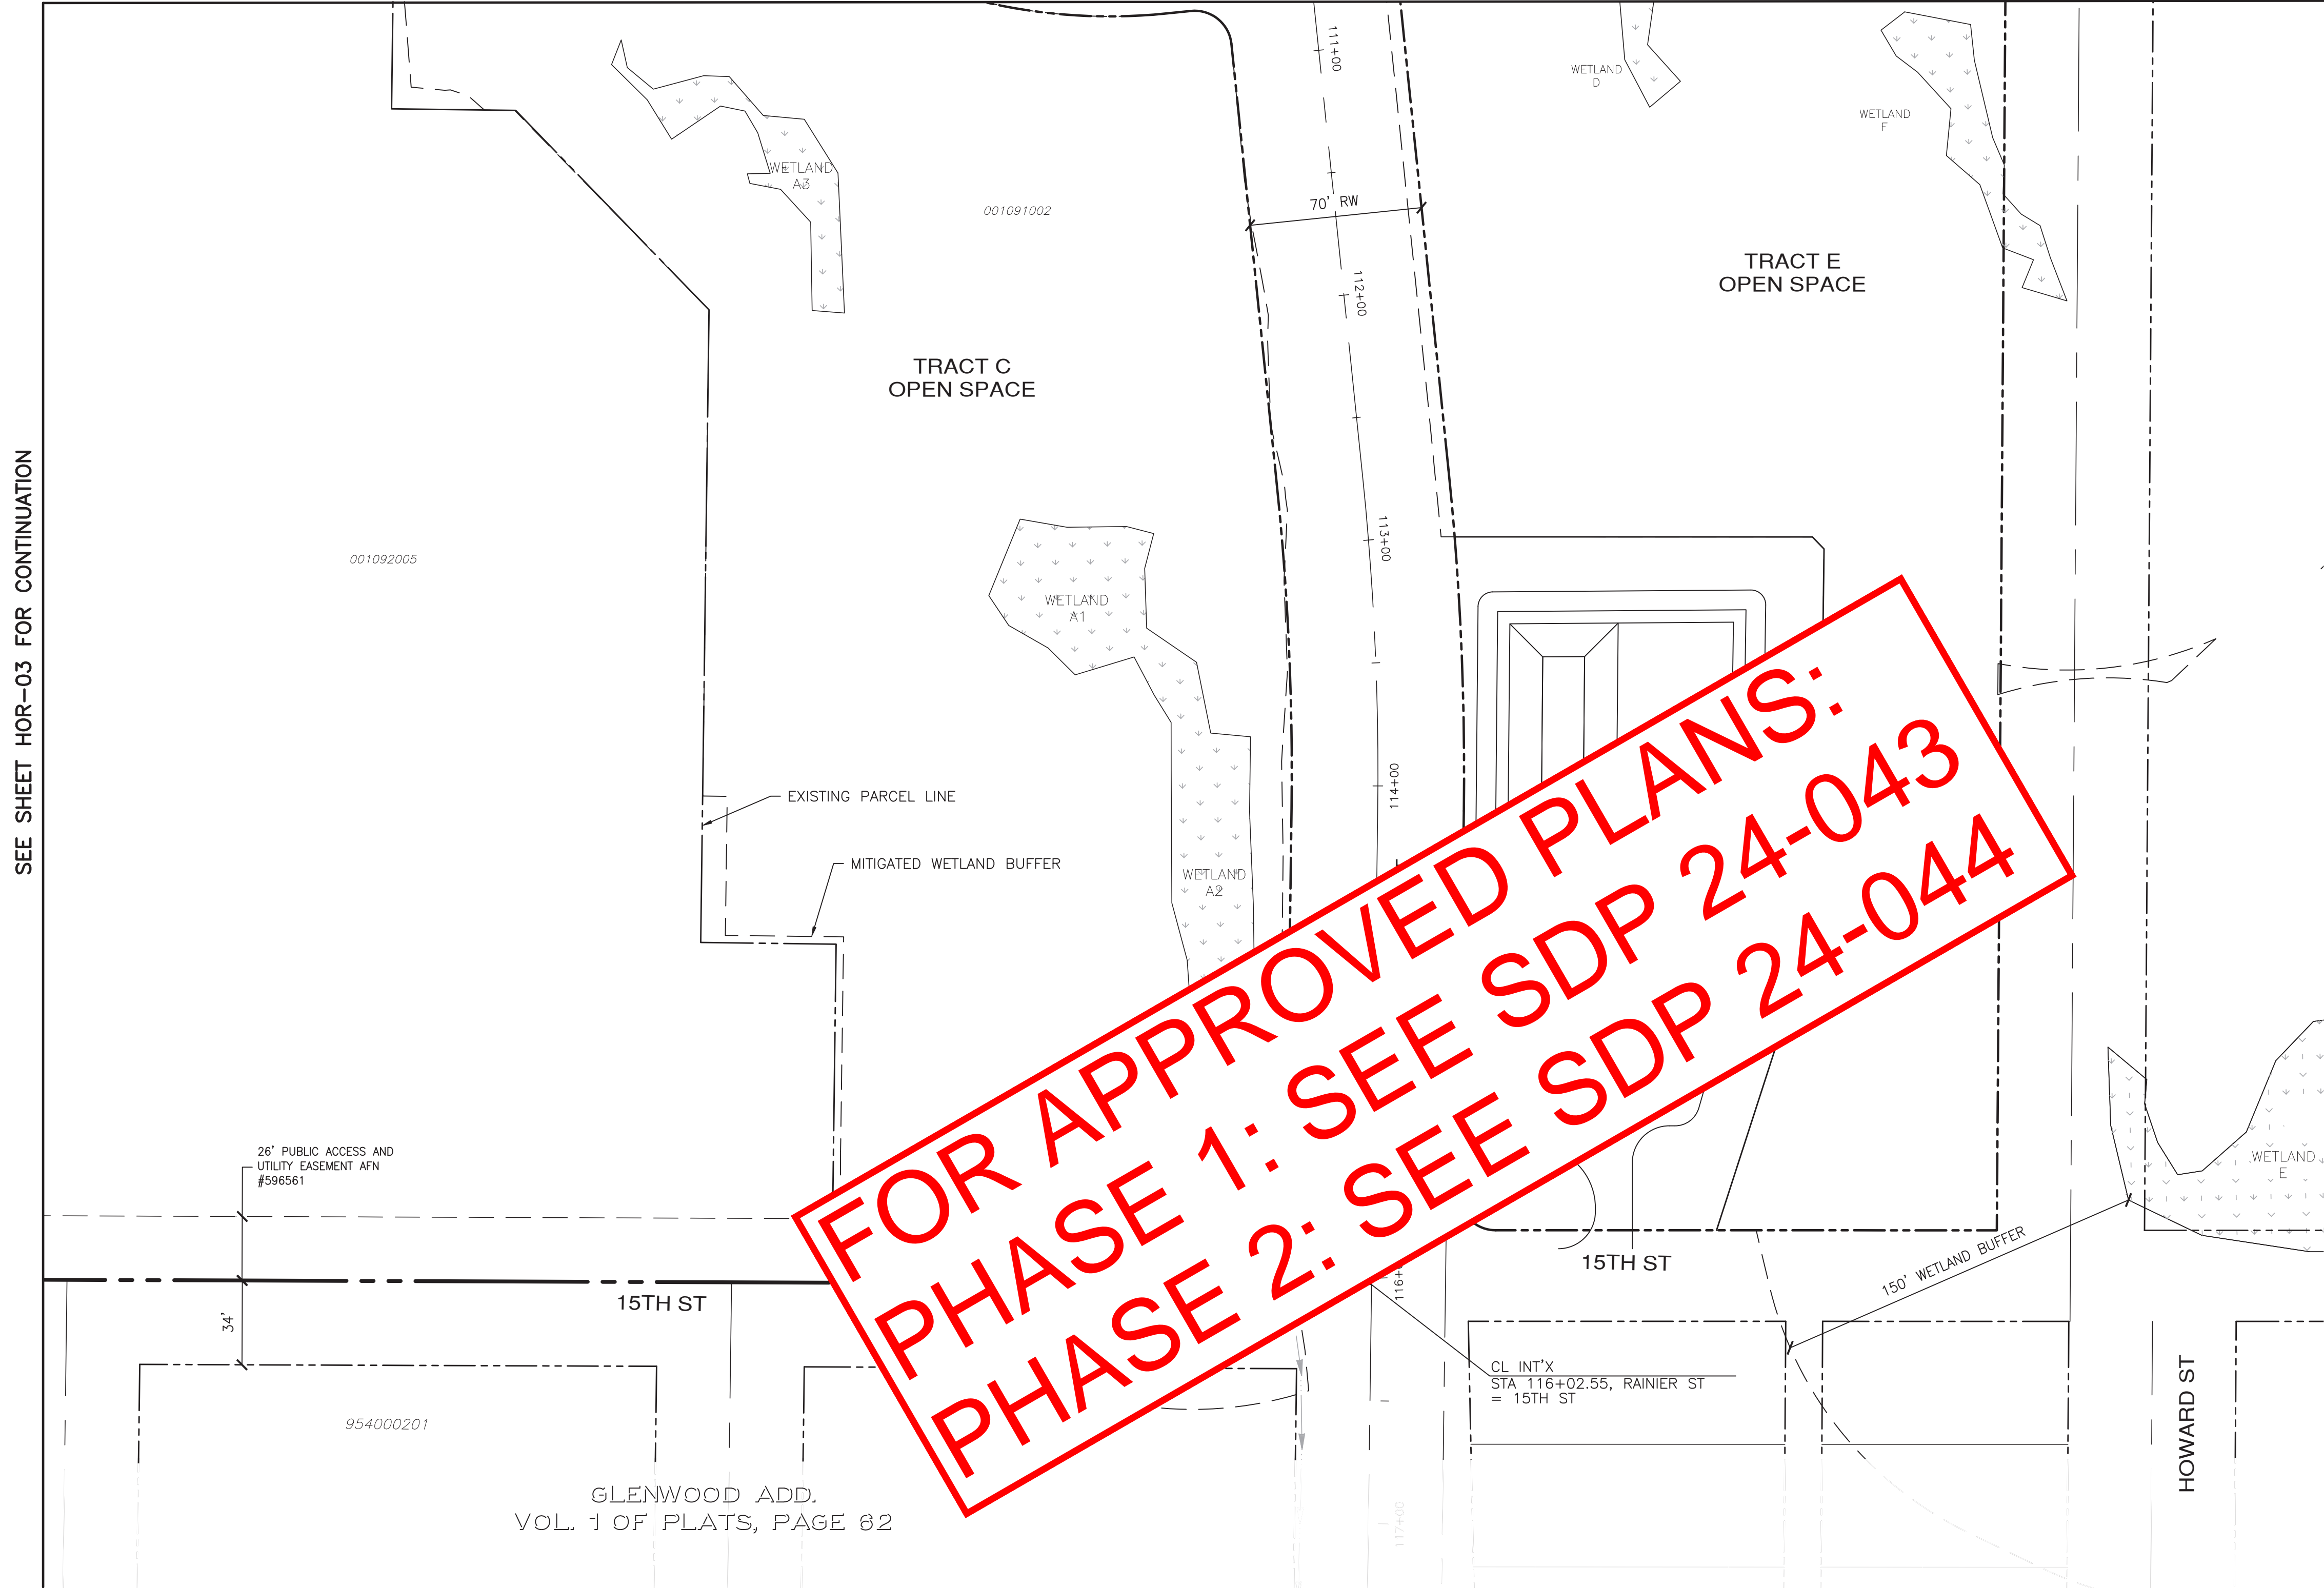 SEE SHEET HOR-03 FOR CONTINUATION
111+00
WETLAND
D
WETLAND
F
WETLAND
A3
001091002
70' RW
TRACT E
OPEN SPACE
112+00
TRACT C
OPEN SPACE
113+00
001092005
WETLAND
A1
114+00
EXISTING PARCEL LINE
MITIGATED WETLAND BUFFER
WETLAND
A2
FOR APPROVED PLANS:
PHASE 1: SEE SDP 24-043
PHASE 2: SEE SDP 24-044
26' PUBLIC ACCESS AND
UTILITY EASEMENT AFN
#596561
WETLAND
E
150' WETLAND BUFFER
15TH ST
116+
15TH ST
34'
CL INT'X
STA 116+02.55, RAINIER ST
= 15TH ST
HOWARD ST
954000201
GLENWOOD ADD.
VOL. 1 OF PLATS, PAGE 62
117+00